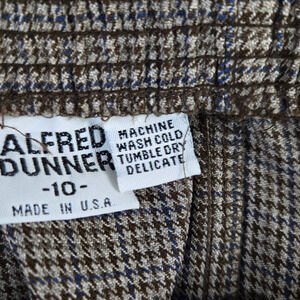 ALFRED
DUNNER
-10-
MADE IN U.S.A.
MACHINE
WASH COLD
TUMBLE DRY
DELICATE